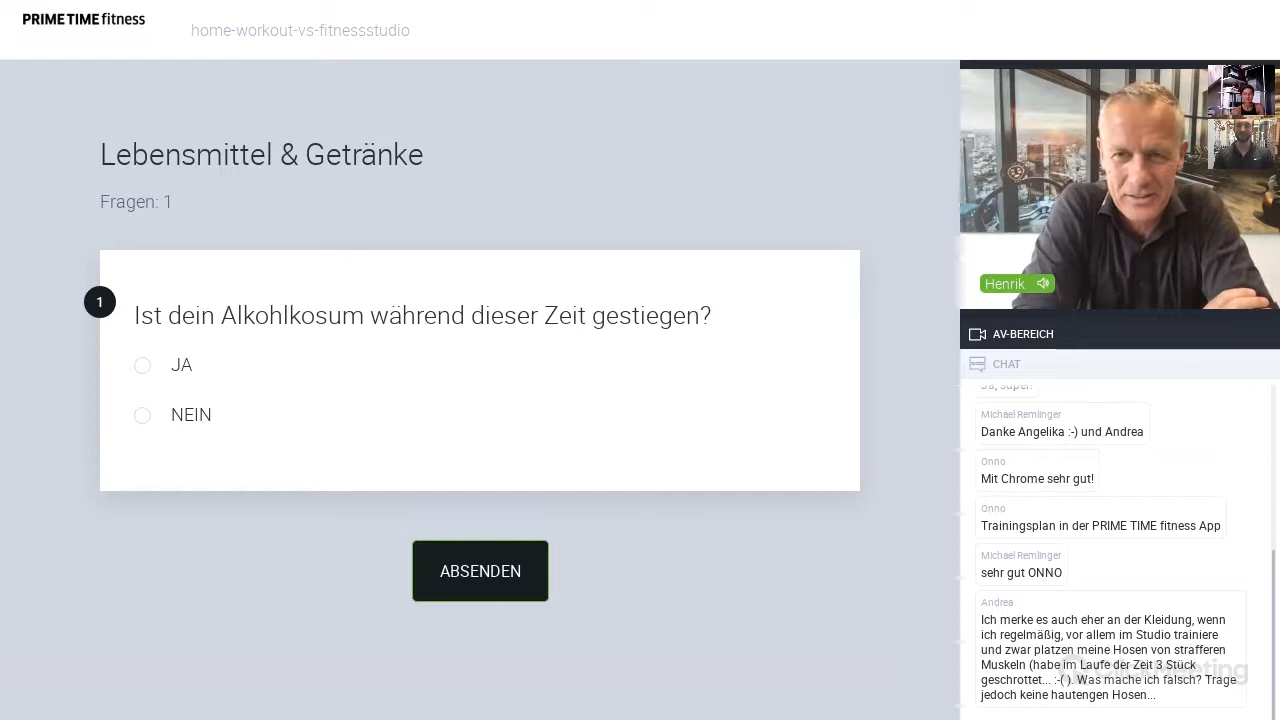 PRIME TIME fitness
home-workout-vs-fitnessstudio
Lebensmittel & Getränke
Fragen: 1
1
Ist dein Alkohlkosum während dieser Zeit gestiegen?
JA
NEIN
ABSENDEN
Henrik
AV-BEREICH
CHAT
Ja, super!
Michael Remlinger
Danke Angelika :-) und Andrea
Onno
Mit Chrome sehr gut!
Onno
Trainingsplan in der PRIME TIME fitness App
Michael Remlinger
sehr gut ONNO
Andrea
Ich merke es auch eher an der Kleidung, wenn
ich regelmäßig, vor allem im Studio trainiere
und zwar platzen meine Hosen von strafferen
Muskeln (habe im Laufe der Zeit 3 Stück
geschrottet... :-( ). Was mache ich falsch? Trage
jedoch keine hautengen Hosen...
ClickMeeting